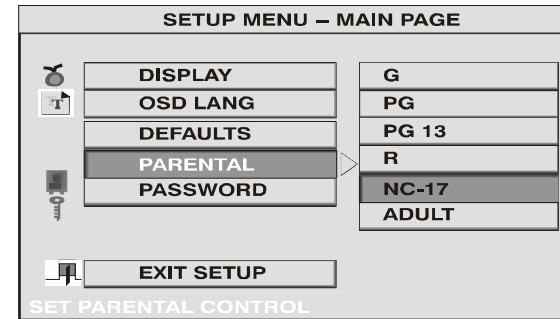 SETUP MENU – MAIN PAGE
DISPLAY
OSD LANG
DEFAULTS
PARENTAL
PASSWORD
EXIT SETUP
G
PG
PG 13
R
NC-17
ADULT
T
SET PARENTAL CONTROL